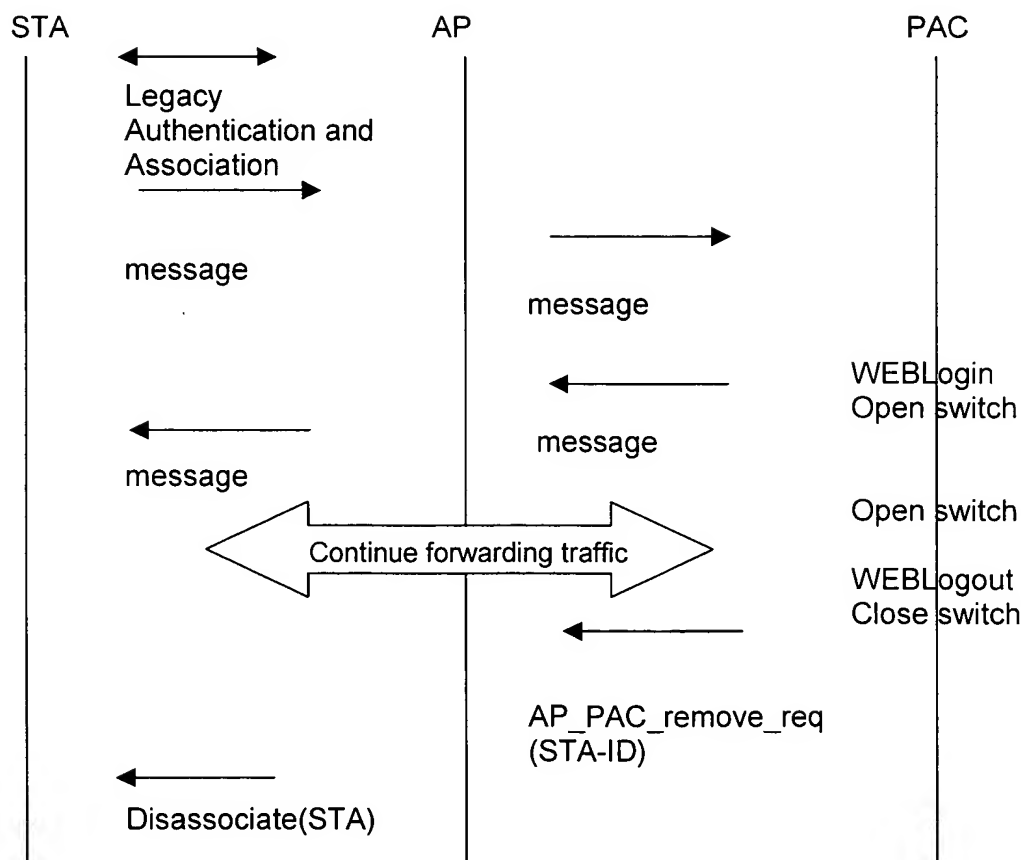 STA
AP
PAC
Legacy
Authentication and
Association
message
message
WEBLogin
Open switch
message
message
Open switch
Continue forwarding traffic
WEBLogout
Close switch
AP_PAC_remove_req
(STA-ID)
Disassociate(STA)